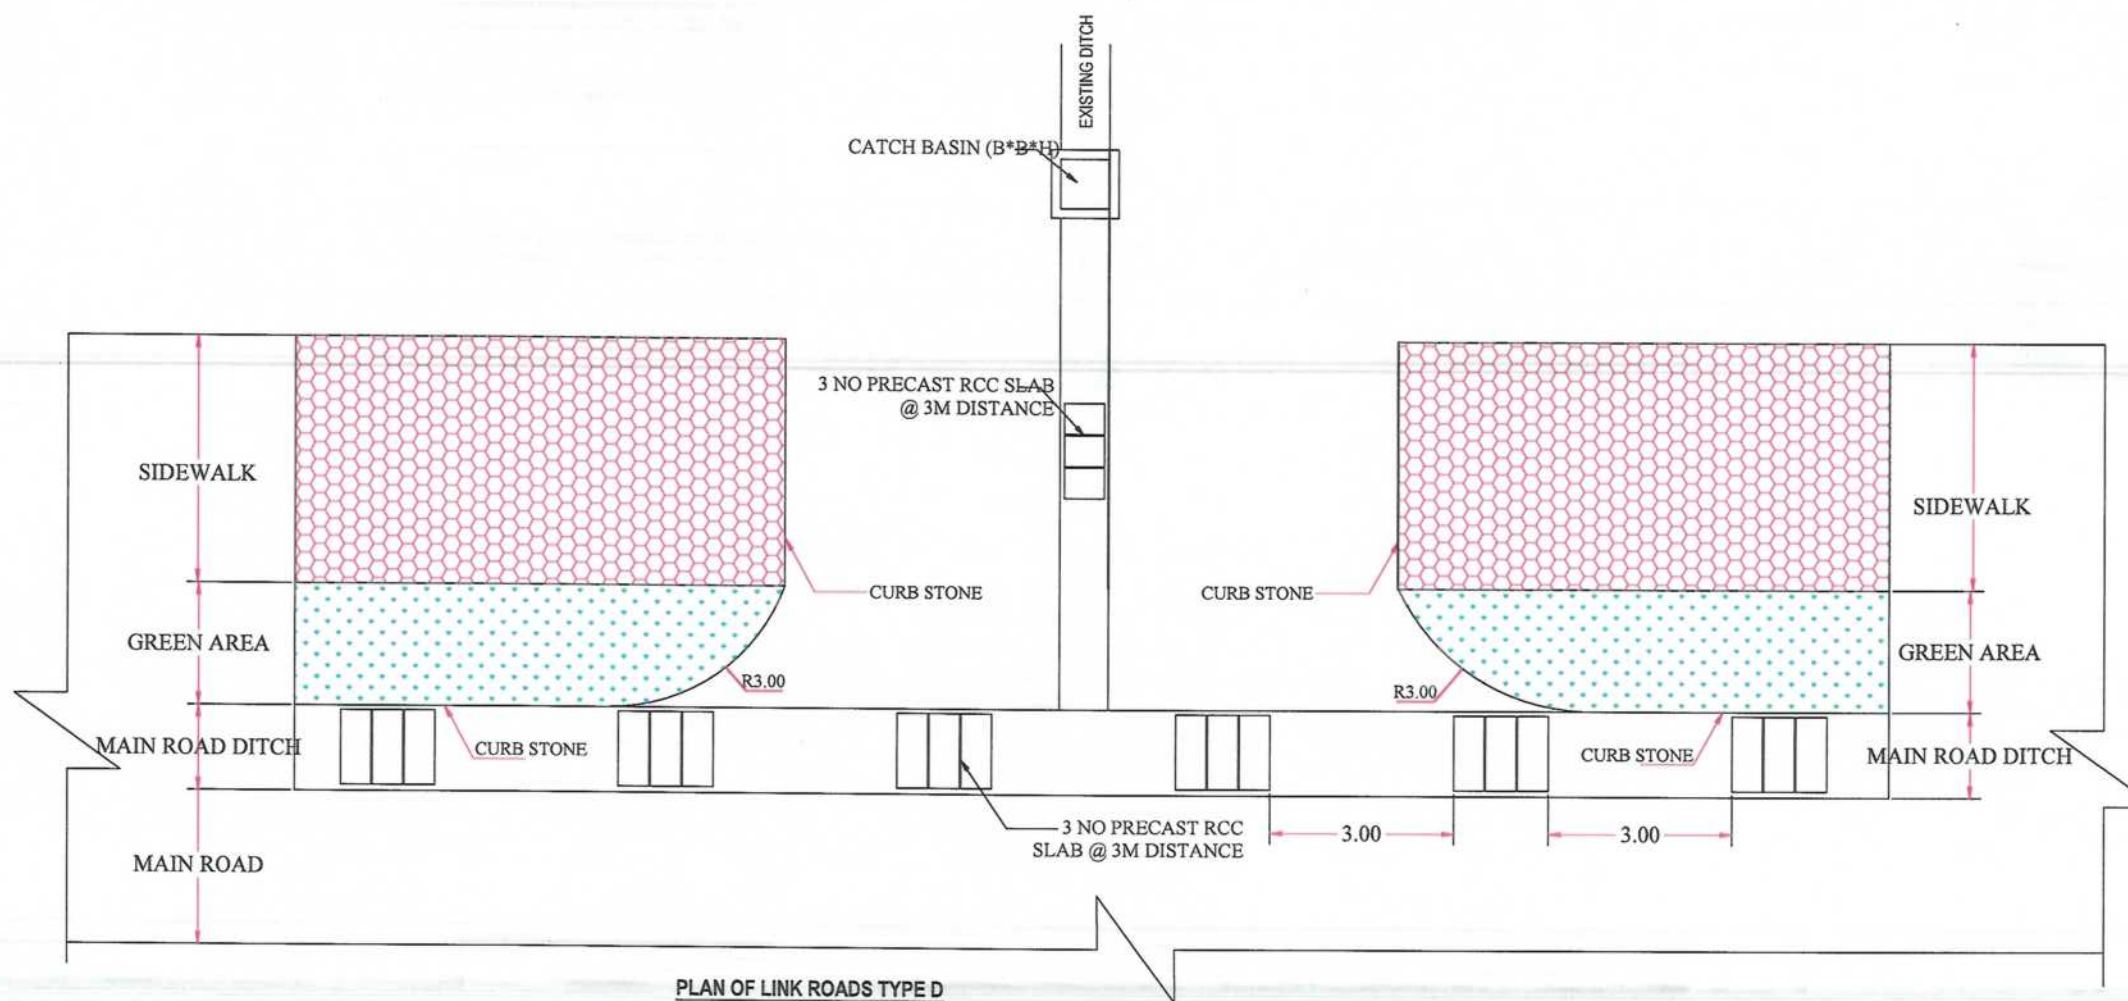 EXISTING DITCH
CATCH BASIN (B*B*H)
3 NO PRECAST RCC SLAB
@ 3M DISTANCE
SIDEWALK
SIDEWALK
CURB STONE
CURB STONE
GREEN AREA
GREEN AREA
R3.00
R3.00
MAIN ROAD DITCH
CURB STONE
CURB STONE
MAIN ROAD DITCH
3 NO PRECAST RCC
SLAB @ 3M DISTANCE
3.00
3.00
MAIN ROAD
PLAN OF LINK ROADS TYPE D